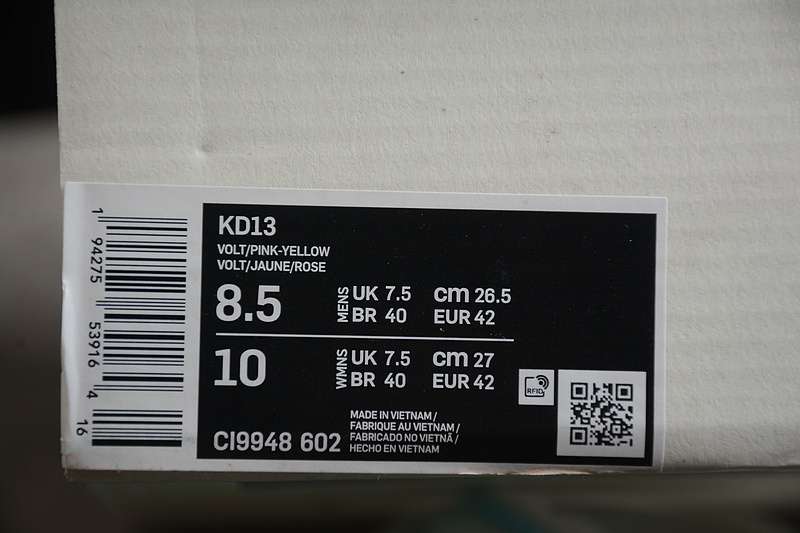 1 94275 53916 4 16
KD13
VOLT/PINK-YELLOW
VOLT/JAUNE/ROSE
8.5 MENS UK 7.5 cm 26.5
BR 40 EUR 42
10 WMNS UK 7.5 cm 27
BR 40 EUR 42
RFID
CI9948 602
MADE IN VIETNAM /
FABRIQUE AU VIETNAM /
FABRICADO NO VIETNÃ /
HECHO EN VIETNAM